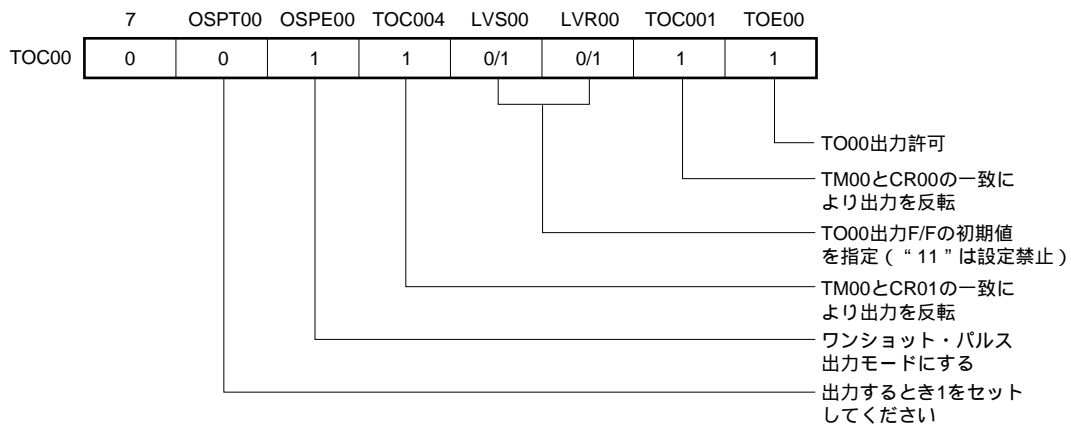 7 OSPT00 OSPE00 TOC004 LVS00 LVR00 TOC001 TOE00
TOC00 0 0 1 1 0/1 0/1 1 1
TO00出力許可
TM00とCR00の一致に
より出力を反転
TO00出力F/Fの初期値
を指定（“11”は設定禁止）
TM00とCR01の一致に
より出力を反転
ワンショット・パルス
出力モードにする
出力するとき1をセット
してください